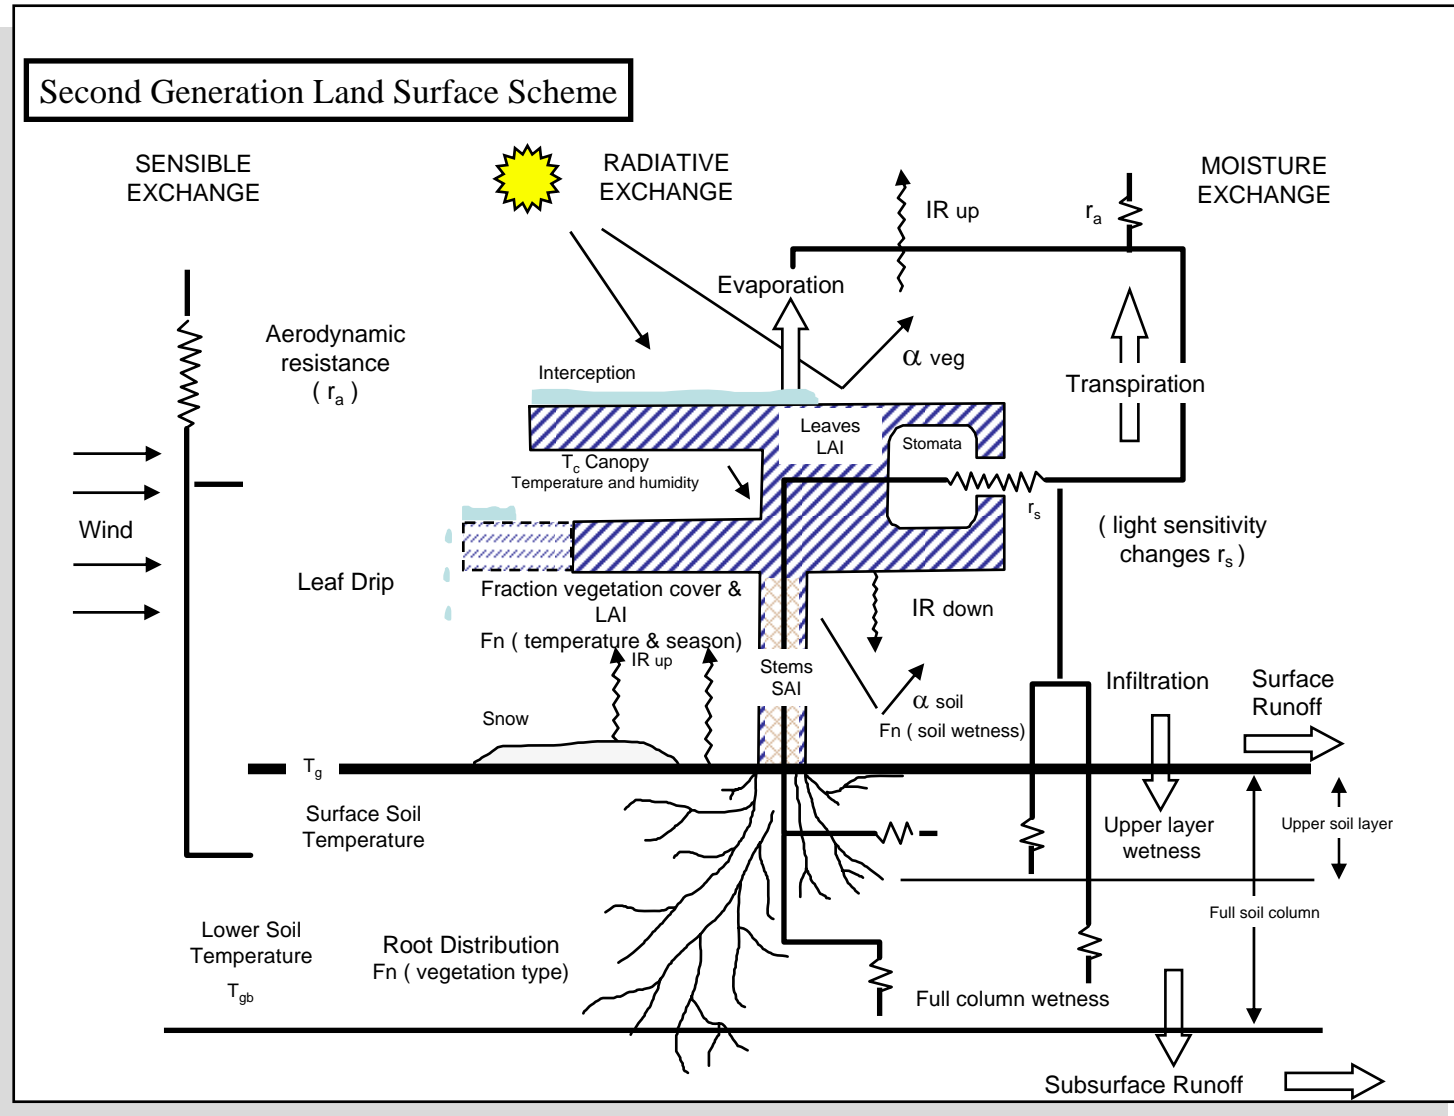 Second Generation Land Surface Scheme
SENSIBLE
EXCHANGE
RADIATIVE
EXCHANGE
MOISTURE
EXCHANGE
IR up
ra
Evaporation
Aerodynamic
resistance
( ra )
α veg
Interception
Transpiration
Leaves
LAI
Stomata
Tc Canopy
Temperature and humidity
rs
Wind
( light sensitivity
changes rs )
Leaf Drip
Fraction vegetation cover &
LAI
Fn ( temperature & season)
IR down
IR up
Stems
SAI
α soil
Fn ( soil wetness)
Infiltration
Surface
Runoff
Snow
Tg
Surface Soil
Temperature
Upper layer
wetness
Upper soil layer
Full soil column
Lower Soil
Temperature
Tgb
Root Distribution
Fn ( vegetation type)
Full column wetness
Subsurface Runoff